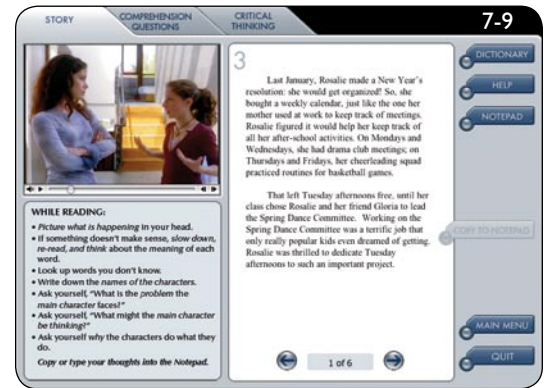 STORY
COMPREHENSION
QUESTIONS
CRITICAL
THINKING
7-9
3
Last January, Rosalie made a New Year's
resolution: she would get organized! So, she
bought a weekly calendar, just like the one her
mother used at work to keep track of meetings.
Rosalie figured it would help her keep track of
all her after-school activities. On Mondays and
Wednesdays, she had drama club meetings; on
Thursdays and Fridays, her cheerleading squad
practiced routines for basketball games.
That left Tuesday afternoons free, until her
class chose Rosalie and her friend Gloria to lead
the Spring Dance Committee. Working on the
Spring Dance Committee was a terrific job that
only really popular kids even dreamed of getting.
Rosalie was thrilled to dedicate Tuesday
afternoons to such an important project.
1 of 6
WHILE READING:
• Picture what is happening in your head.
• If something doesn't make sense, slow down,
re-read, and think about the meaning of each
word.
• Look up words you don't know.
• Write down the names of the characters.
• Ask yourself, "What is the problem the
main character faces?"
• Ask yourself, "What might the main character
be thinking?"
• Ask yourself why the characters do what they
do.
Copy or type your thoughts into the Notepad.
DICTIONARY
HELP
NOTEPAD
COPY TO NOTEPAD
MAIN MENU
QUIT